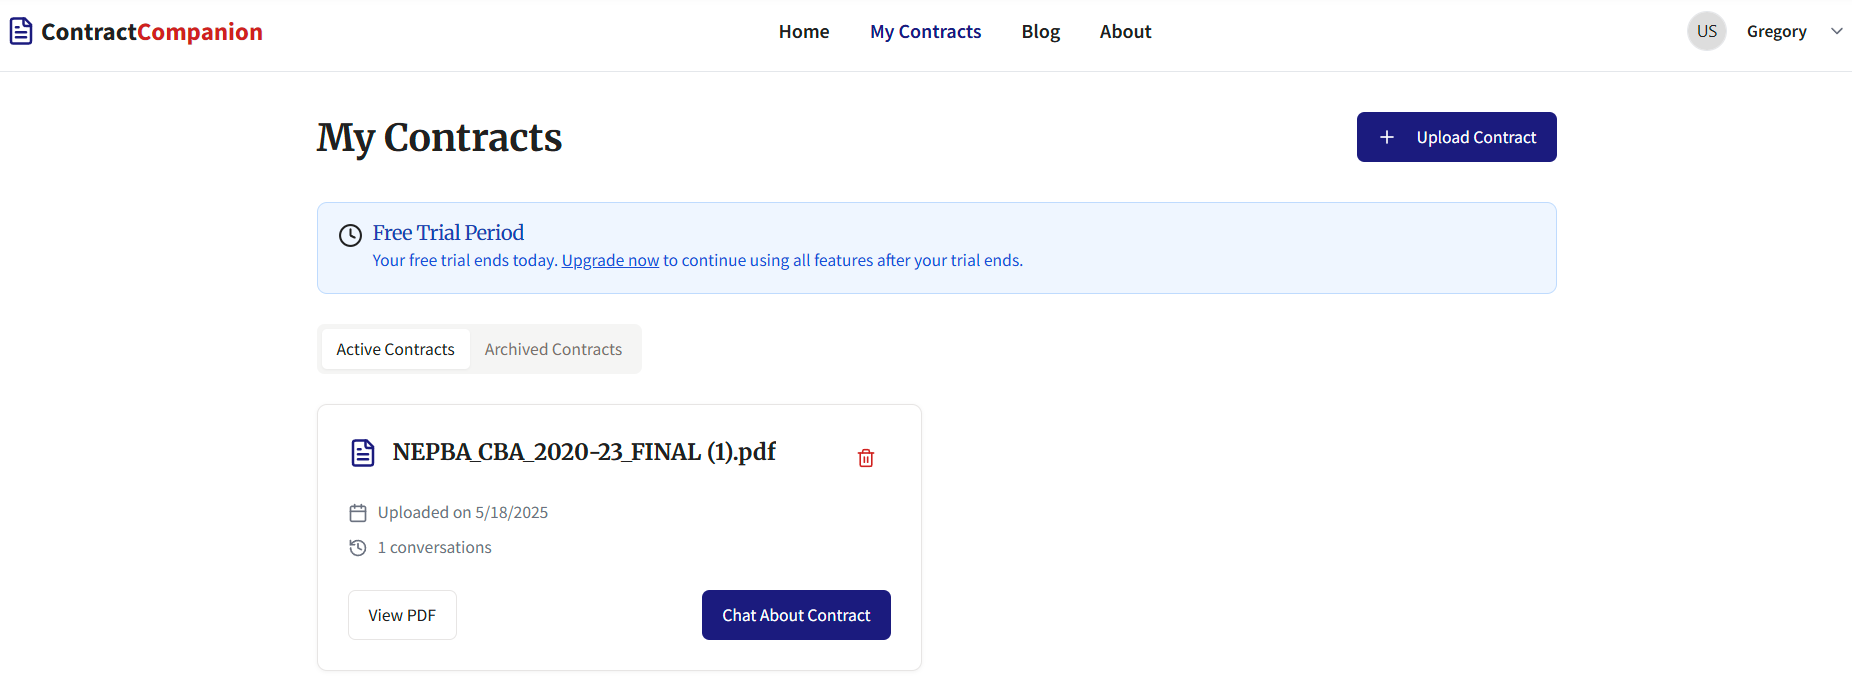 ContractCompanion
Home My Contracts Blog About
US Gregory
My Contracts
+ Upload Contract
Free Trial Period
Your free trial ends today. Upgrade now to continue using all features after your trial ends.
Active Contracts Archived Contracts
NEPBA_CBA_2020-23_FINAL (1).pdf
Uploaded on 5/18/2025
1 conversations
View PDF Chat About Contract